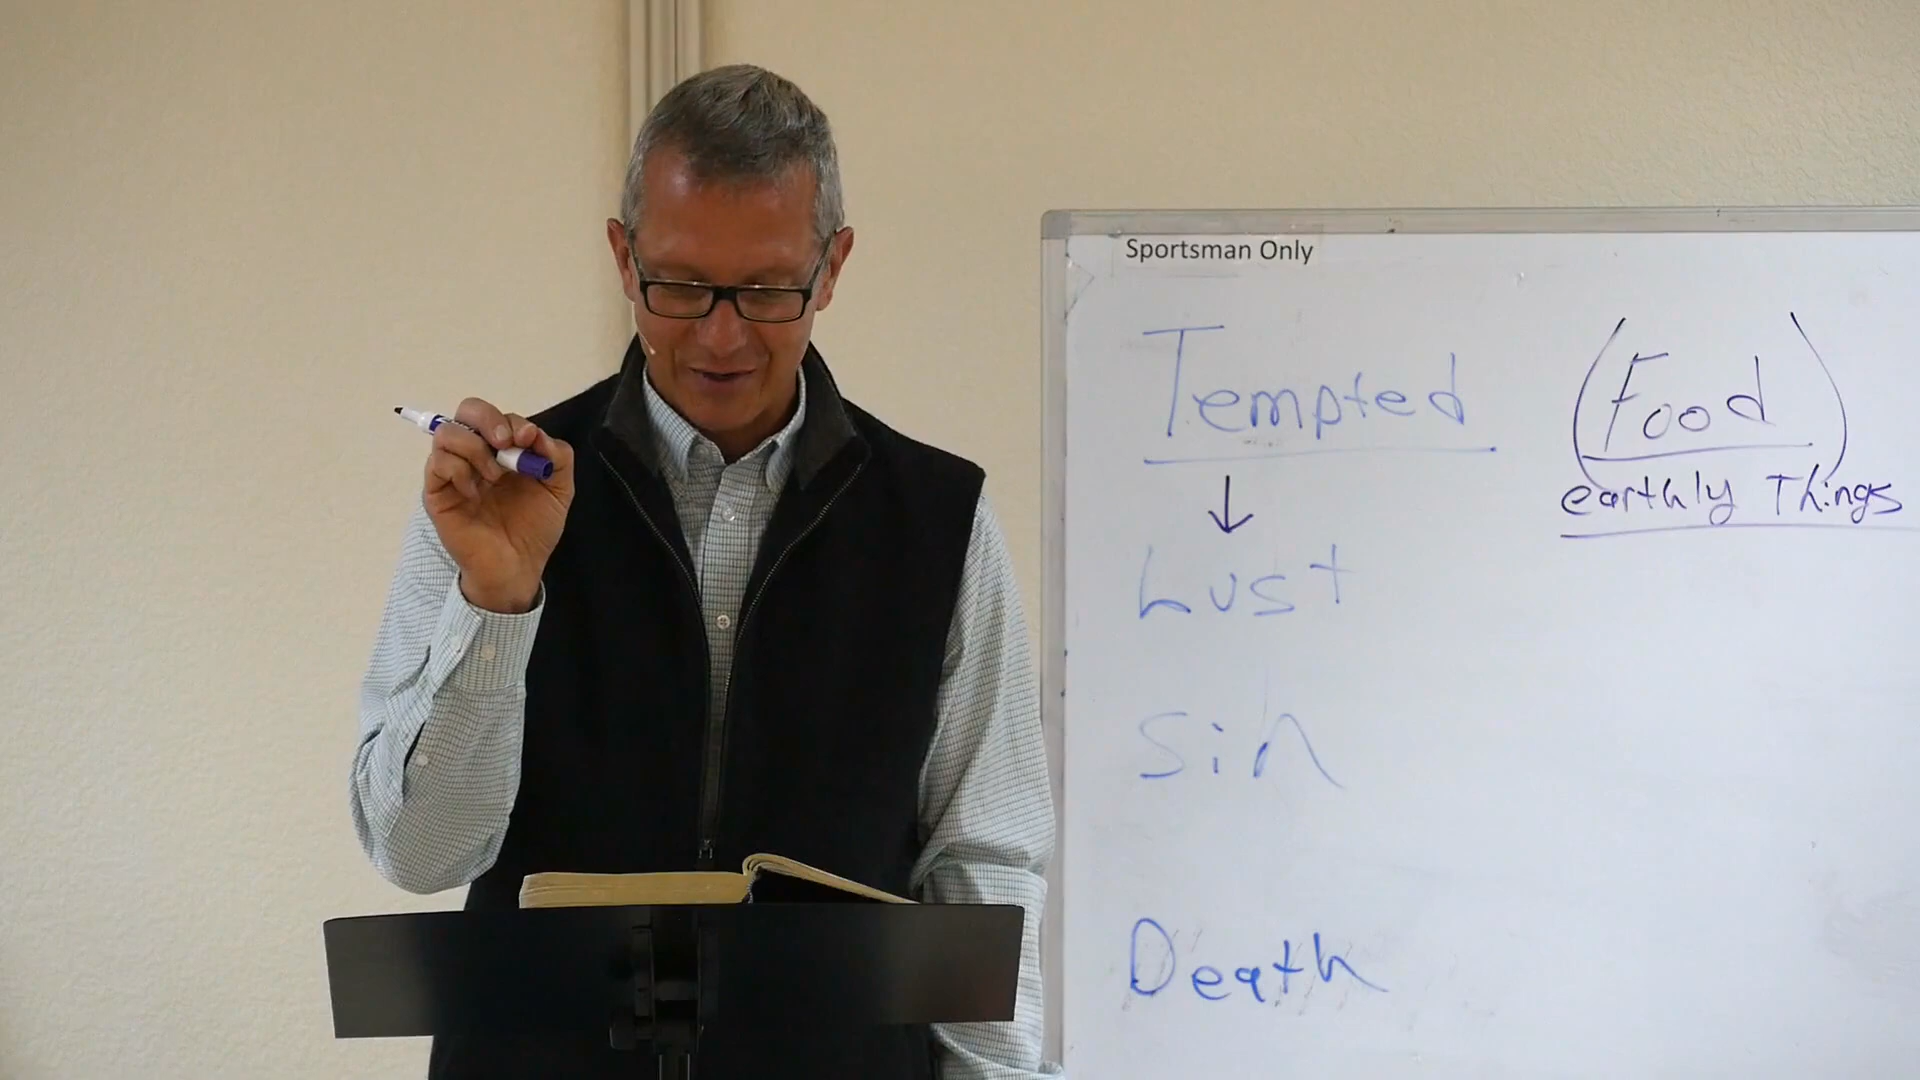 Sportsman Only
Tempted (Food)
earthly Things
Lust
Sin
Death